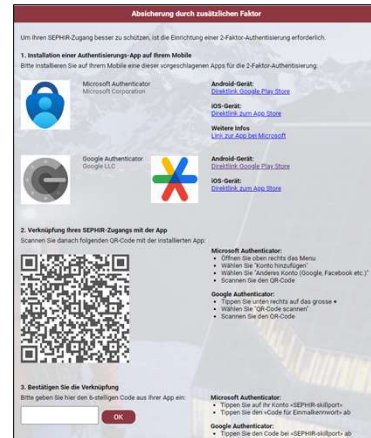 Absicherung durch zusätzlichen Faktor
Um Ihren SEPHIR-Zugang besser zu schützen, ist die Einrichtung einer 2-Faktor-Authentisierung erforderlich.
1. Installation einer Authentisierungs-App auf Ihrem Mobile
Bitte installieren Sie auf Ihrem Mobile eine dieser vorgeschlagenen Apps für die 2-Faktor-Authentisierung:
Microsoft Authenticator
Microsoft Corporation
Android-Gerät:
Direktlink Google Play Store
iOS-Gerät:
Direktlink zum App Store
Weitere Infos
Link zur App bei Microsoft
Google Authenticator
Google LLC
Android-Gerät:
Direktlink Google Play Store
iOS-Gerät:
Direktlink zum App Store
2. Verknüpfung Ihres SEPHIR-Zugangs mit der App
Scannen Sie danach folgenden QR-Code mit der installierten App:
Microsoft Authenticator:
• Öffnen Sie oben rechts das Menu
• Wählen Sie "Konto hinzufügen"
• Wählen Sie "Anderes Konto (Google, Facebook etc.)"
• Scannen Sie den QR-Code
Google Authenticator:
• Tippen Sie unten rechts auf das grosse +
• Wählen Sie "QR-Code scannen"
• Scannen Sie den QR-Code
3. Bestätigen Sie die Verknüpfung
Bitte geben Sie hier den 6-stelligen Code aus Ihrer App ein:
OK
Microsoft Authenticator:
• Tippen Sie auf Ihr Konto «SEPHIR-skillport»
• Tippen Sie den «Code für Einmalkennwort» ab
Google Authenticator:
• Tippen Sie den Code bei «SEPHIR-skillport» ab